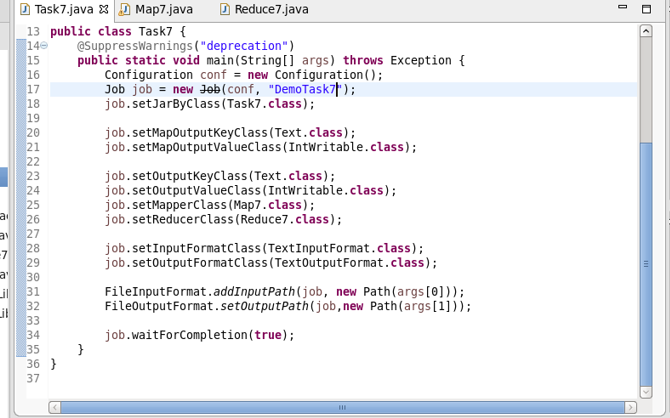 Task7.java Map7.java Reduce7.java
13 public class Task7 {
14 @SuppressWarnings("deprecation")
15 public static void main(String[] args) throws Exception {
16 Configuration conf = new Configuration();
17 Job job = new Job(conf, "DemoTask7");
18 job.setJarByClass(Task7.class);
19
20 job.setMapOutputKeyClass(Text.class);
21 job.setMapOutputValueClass(IntWritable.class);
22
23 job.setOutputKeyClass(Text.class);
24 job.setOutputValueClass(IntWritable.class);
25 job.setMapperClass(Map7.class);
26 job.setReducerClass(Reduce7.class);
27
28 job.setInputFormatClass(TextInputFormat.class);
29 job.setOutputFormatClass(TextOutputFormat.class);
30
31 FileInputFormat.addInputPath(job, new Path(args[0]));
32 FileOutputFormat.setOutputPath(job,new Path(args[1]));
33
34 job.waitForCompletion(true);
35 }
36 }
37